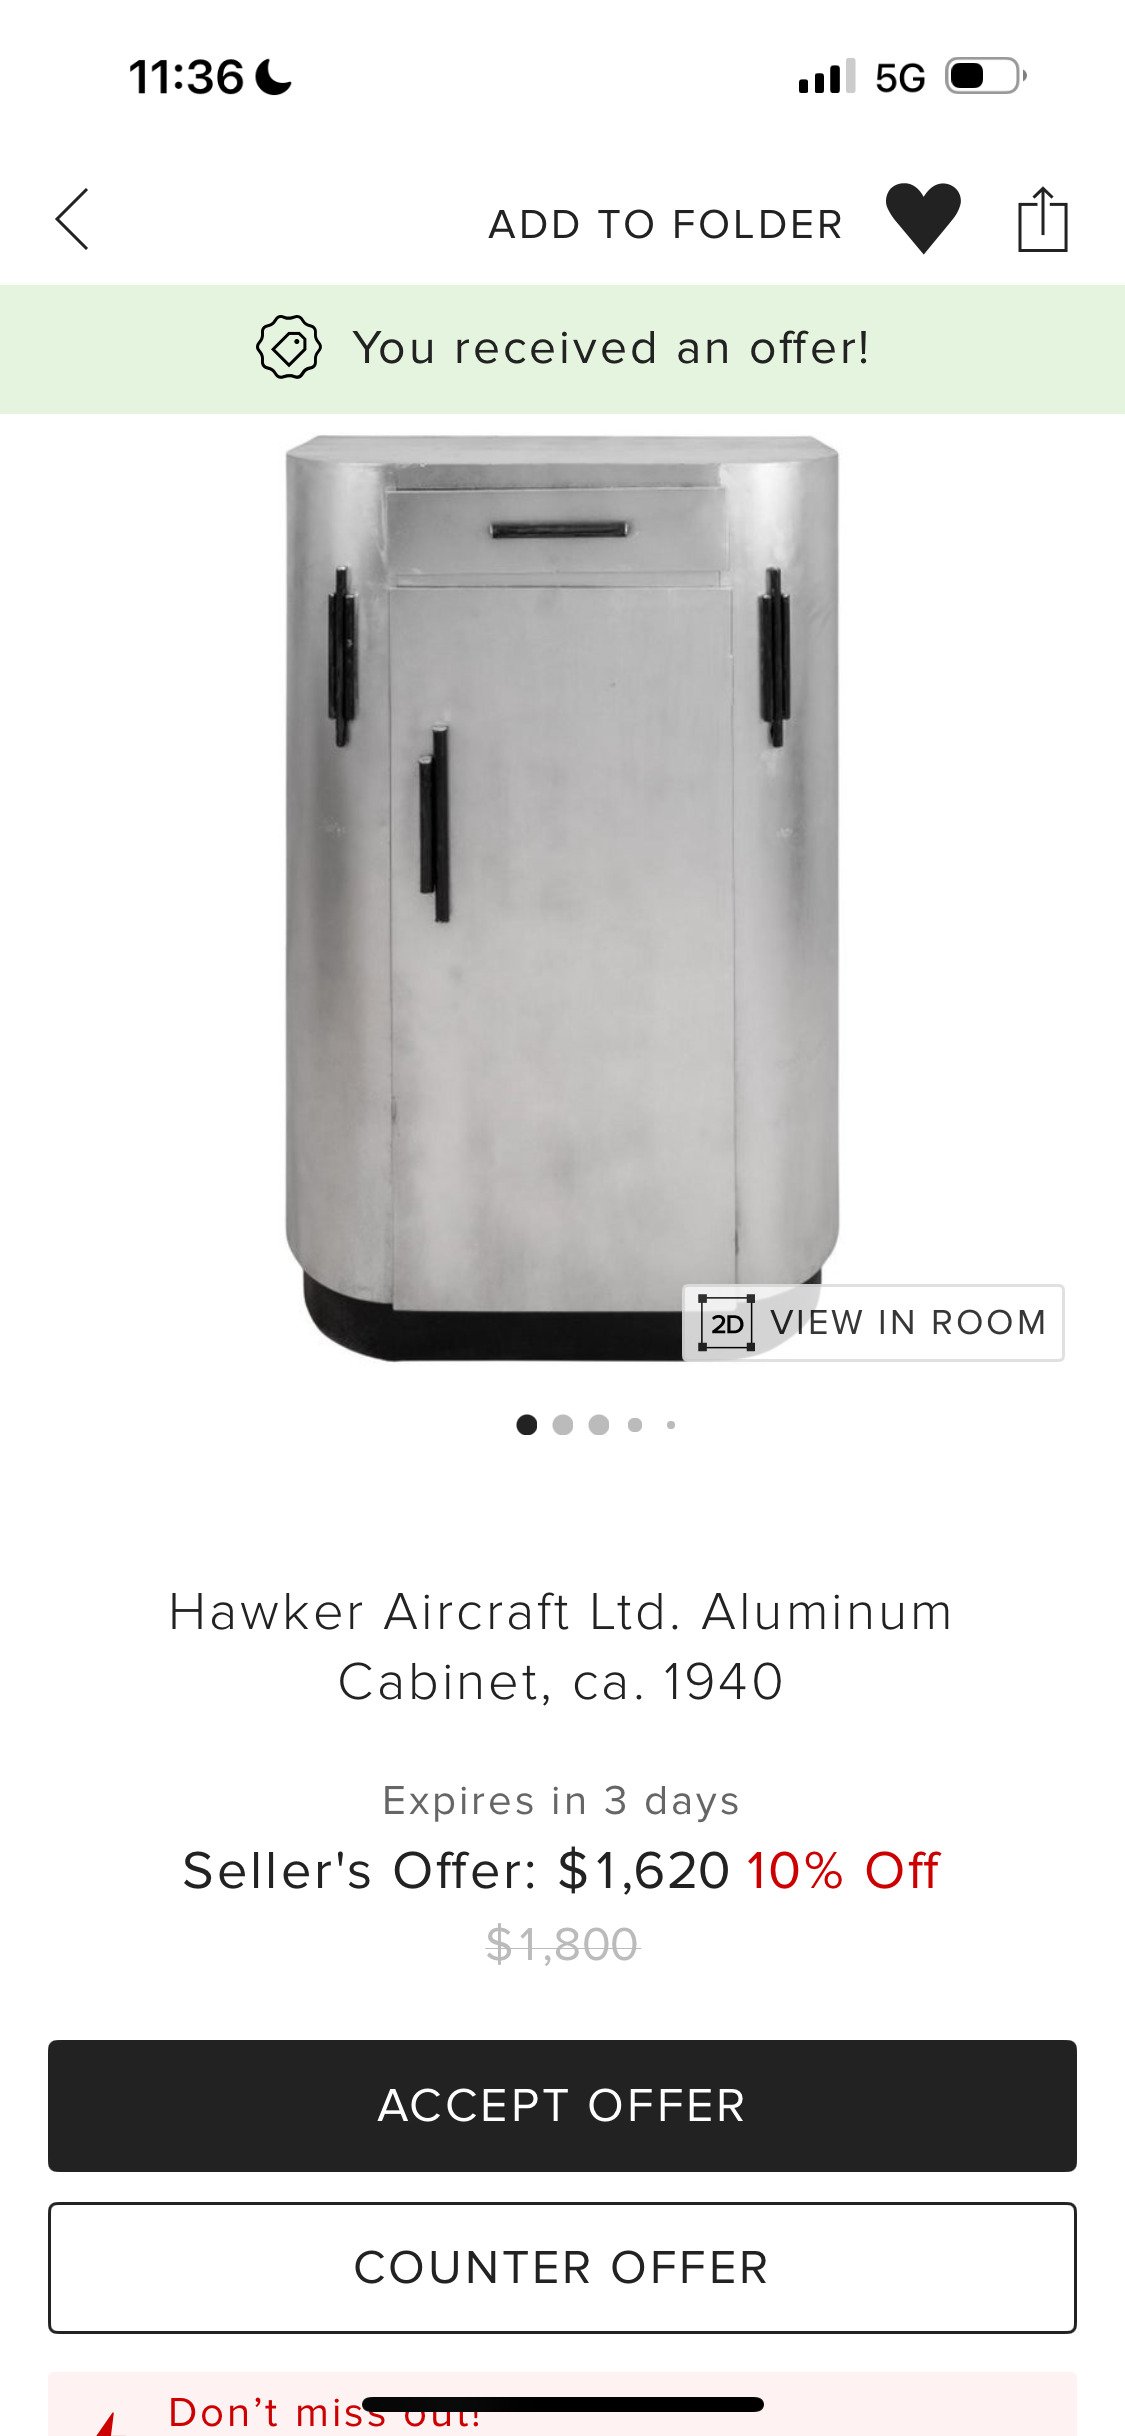 11:36
5G
ADD TO FOLDER
You received an offer!
2D VIEW IN ROOM
Hawker Aircraft Ltd. Aluminum
Cabinet, ca. 1940
Expires in 3 days
Seller's Offer: $1,620 10% Off
$1,800
ACCEPT OFFER
COUNTER OFFER
Don’t miss out!